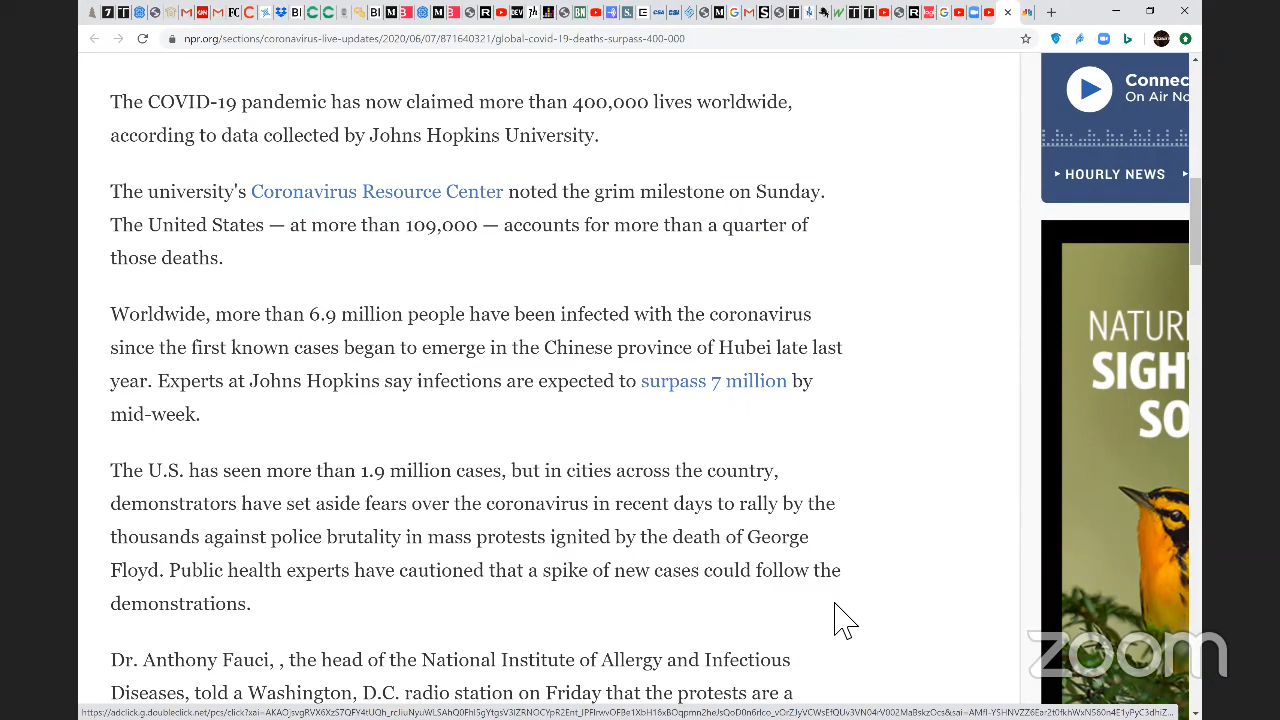 npr.org/sections/coronavirus-live-updates/2020/06/07/871640321/global-covid-19-deaths-surpass-400-000
The COVID-19 pandemic has now claimed more than 400,000 lives worldwide,
according to data collected by Johns Hopkins University.
The university's Coronavirus Resource Center noted the grim milestone on Sunday.
The United States — at more than 109,000 — accounts for more than a quarter of
those deaths.
Worldwide, more than 6.9 million people have been infected with the coronavirus
since the first known cases began to emerge in the Chinese province of Hubei late last
year. Experts at Johns Hopkins say infections are expected to surpass 7 million by
mid-week.
The U.S. has seen more than 1.9 million cases, but in cities across the country,
demonstrators have set aside fears over the coronavirus in recent days to rally by the
thousands against police brutality in mass protests ignited by the death of George
Floyd. Public health experts have cautioned that a spike of new cases could follow the
demonstrations.
Dr. Anthony Fauci, , the head of the National Institute of Allergy and Infectious
Diseases, told a Washington, D.C. radio station on Friday that the protests are a
Connec
On Air No
HOURLY NEWS
NATUR
SIGH
SO
zoom